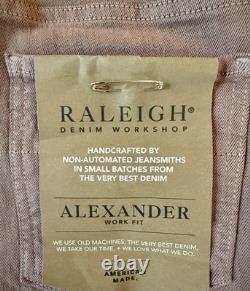 RALEIGH®
DENIM WORKSHOP
HANDCRAFTED BY
NON-AUTOMATED JEANSMITHS
IN SMALL BATCHES FROM
THE VERY BEST DENIM
ALEXANDER
WORK FIT
WE USE OLD MACHINES, THE VERY BEST DENIM,
WE TAKE OUR TIME, + WE LOVE WHAT WE DO.
AMERICAN
MADE.